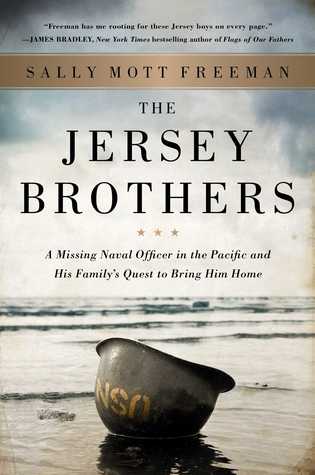 “Freeman has me rooting for these Jersey boys on every page.”
—JAMES BRADLEY, New York Times bestselling author of Flags of Our Fathers
SALLY MOTT FREEMAN
THE
JERSEY
BROTHERS
A Missing Naval Officer in the Pacific and
His Family’s Quest to Bring Him Home
USN